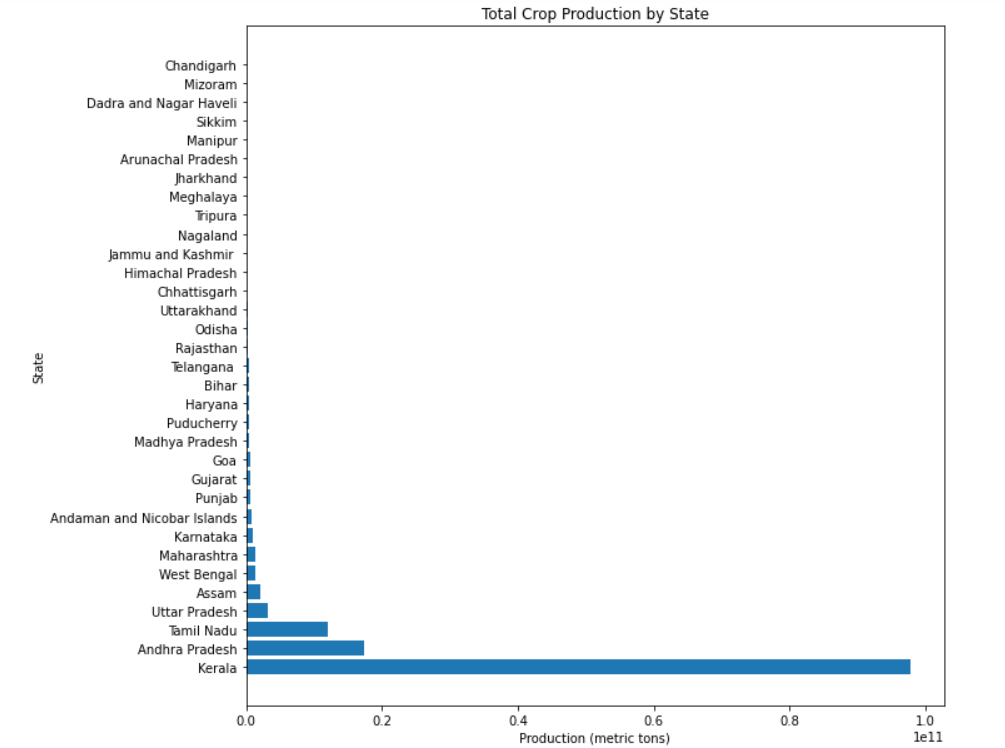 Total Crop Production by State
Chandigarh
Mizoram
Dadra and Nagar Haveli
Sikkim
Manipur
Arunachal Pradesh
Jharkhand
Meghalaya
Tripura
Nagaland
Jammu and Kashmir
Himachal Pradesh
Chhattisgarh
Uttarakhand
Odisha
Rajasthan
Telangana
Bihar
Haryana
Puducherry
Madhya Pradesh
Goa
Gujarat
Punjab
Andaman and Nicobar Islands
Karnataka
Maharashtra
West Bengal
Assam
Uttar Pradesh
Tamil Nadu
Andhra Pradesh
Kerala
State
0.0 0.2 0.4 0.6 0.8 1.0
1e11
Production (metric tons)